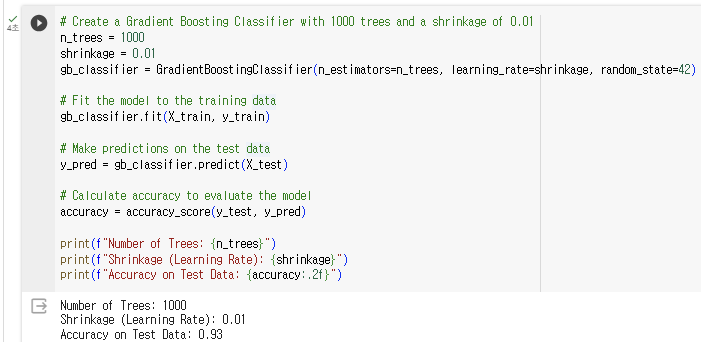 # Create a Gradient Boosting Classifier with 1000 trees and a shrinkage of 0.01
4초
n_trees = 1000
shrinkage = 0.01
gb_classifier = GradientBoostingClassifier(n_estimators=n_trees, learning_rate=shrinkage, random_state=42)
# Fit the model to the training data
gb_classifier.fit(X_train, y_train)
# Make predictions on the test data
y_pred = gb_classifier.predict(X_test)
# Calculate accuracy to evaluate the model
accuracy = accuracy_score(y_test, y_pred)
print(f"Number of Trees: {n_trees}")
print(f"Shrinkage (Learning Rate): {shrinkage}")
print(f"Accuracy on Test Data: {accuracy:.2f}")
Number of Trees: 1000
Shrinkage (Learning Rate): 0.01
Accuracy on Test Data: 0.93